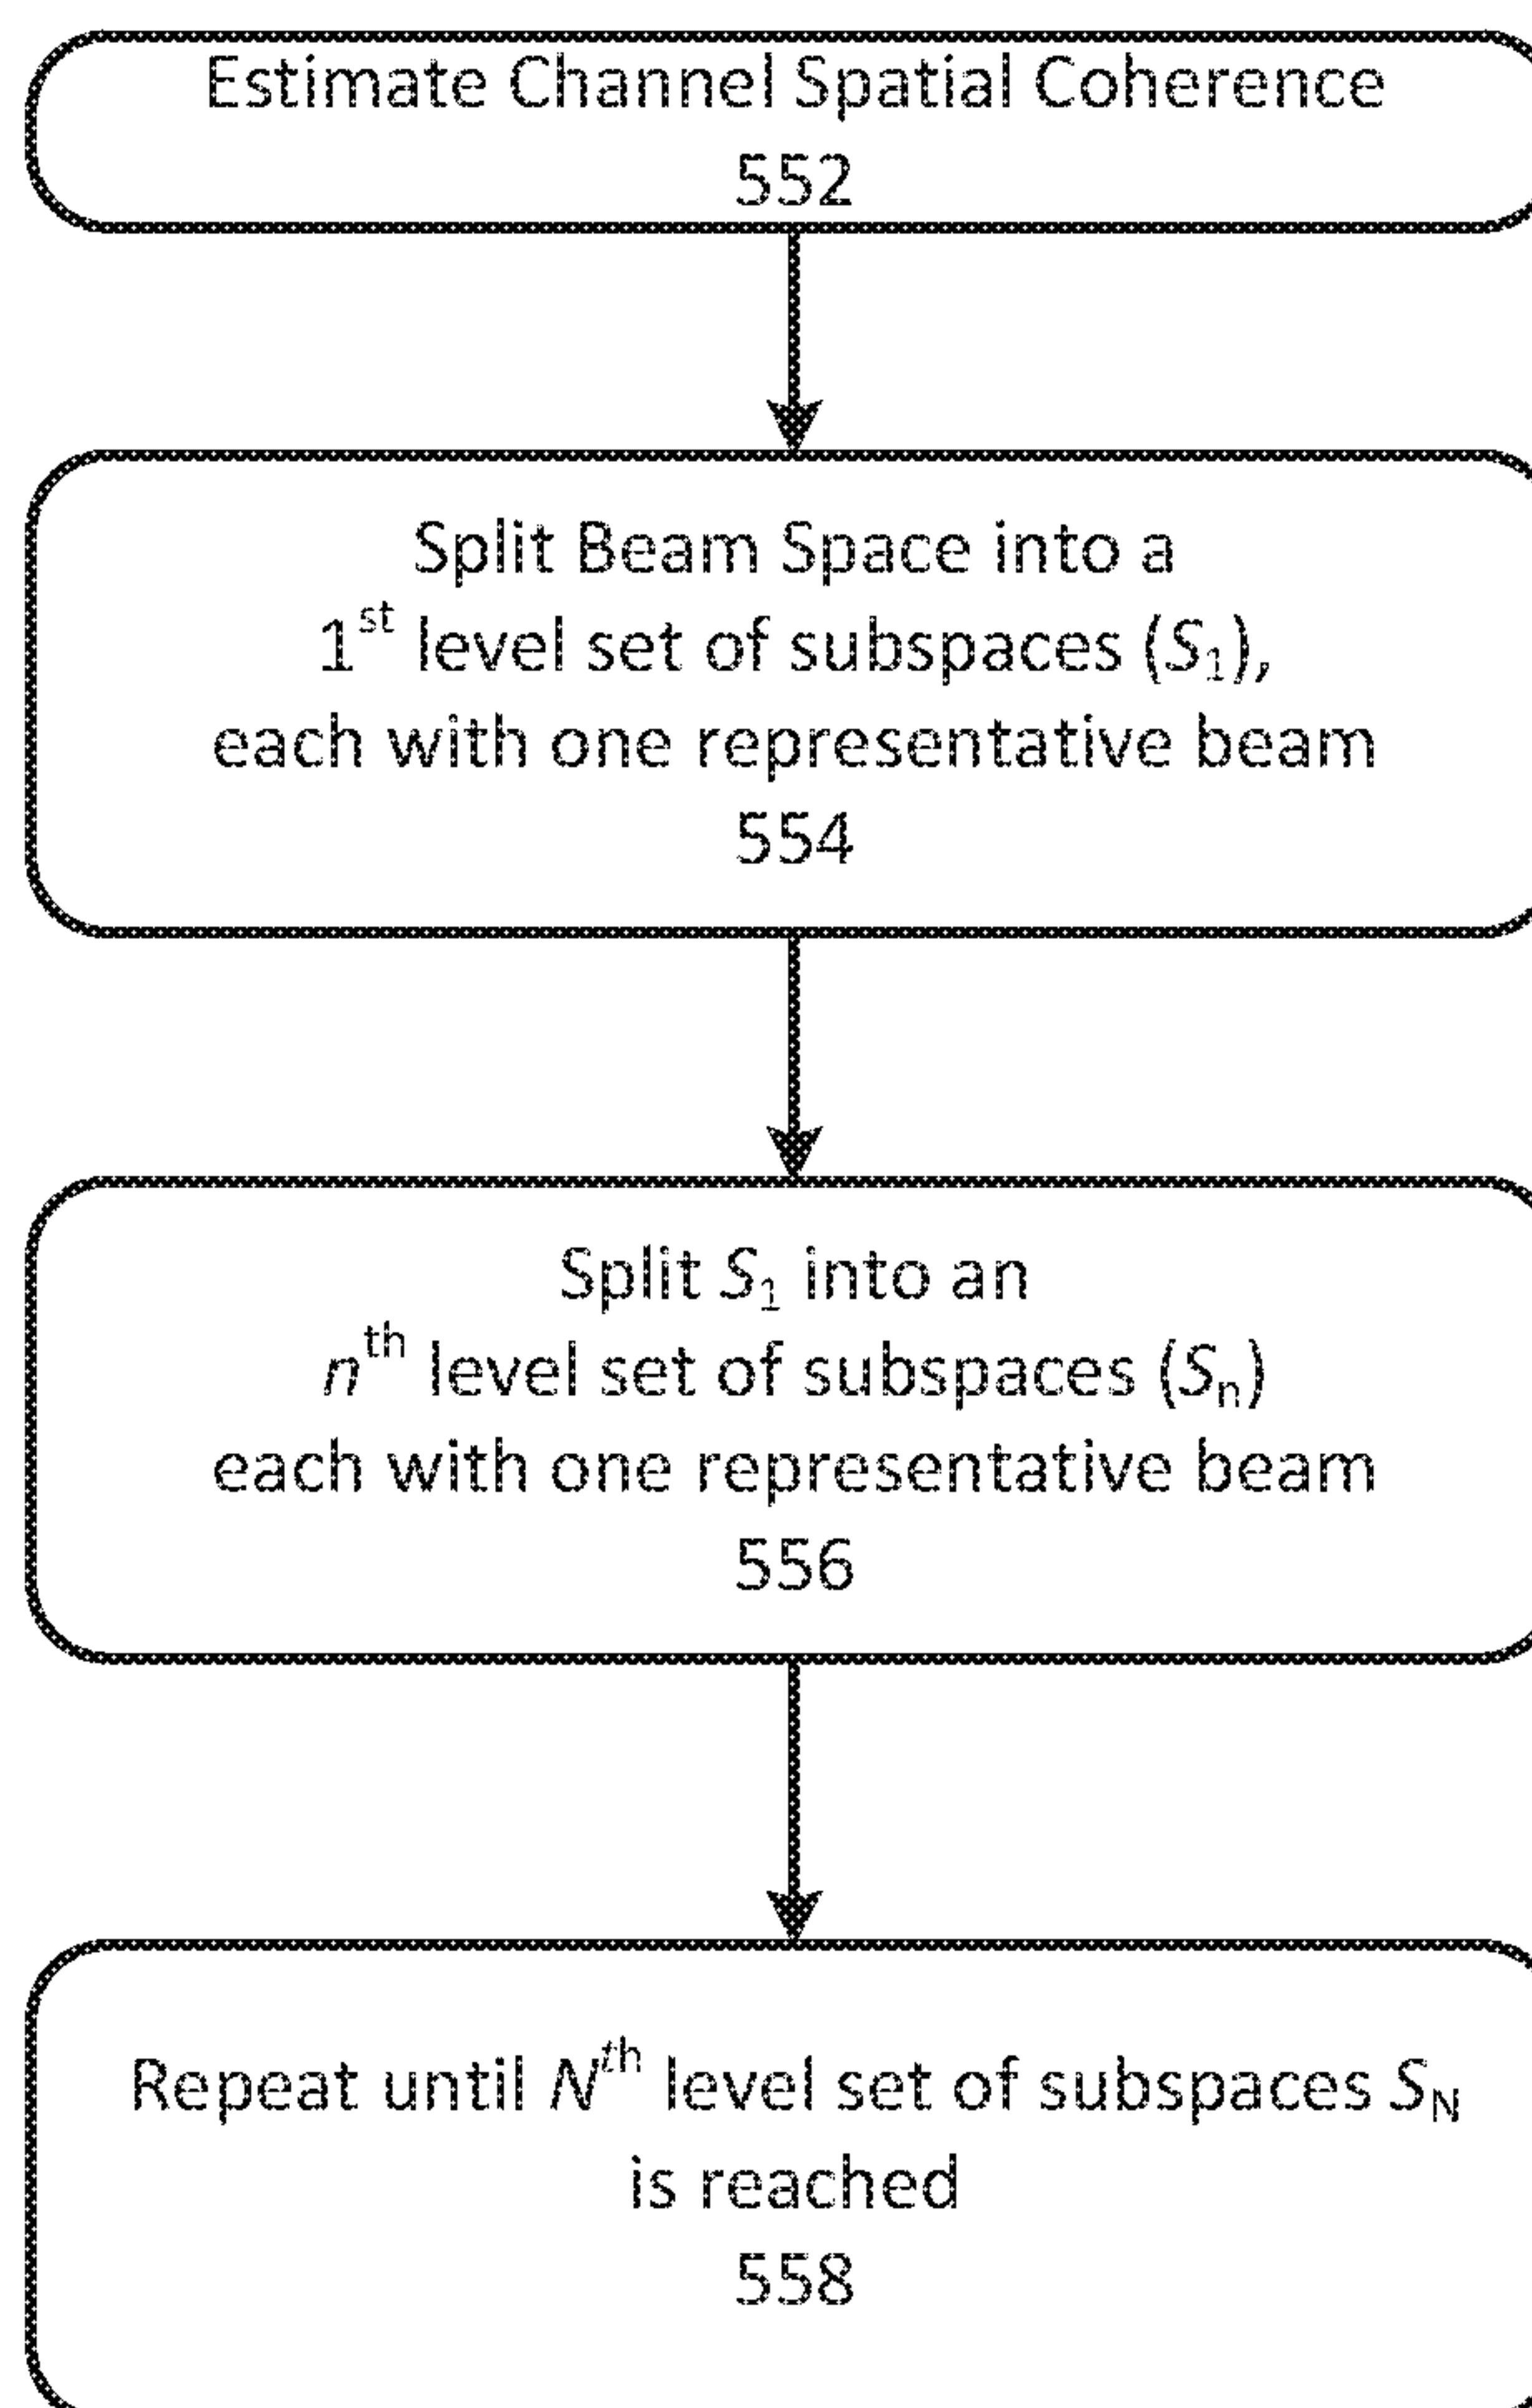 Estimate Channel Spatial Coherence
552
Split Beam Space into a
1st level set of subspaces (S1),
each with one representative beam
554
Split S1 into an
nth level set of subspaces (Sn)
each with one representative beam
556
Repeat until Nth level set of subspaces SN
is reached
558